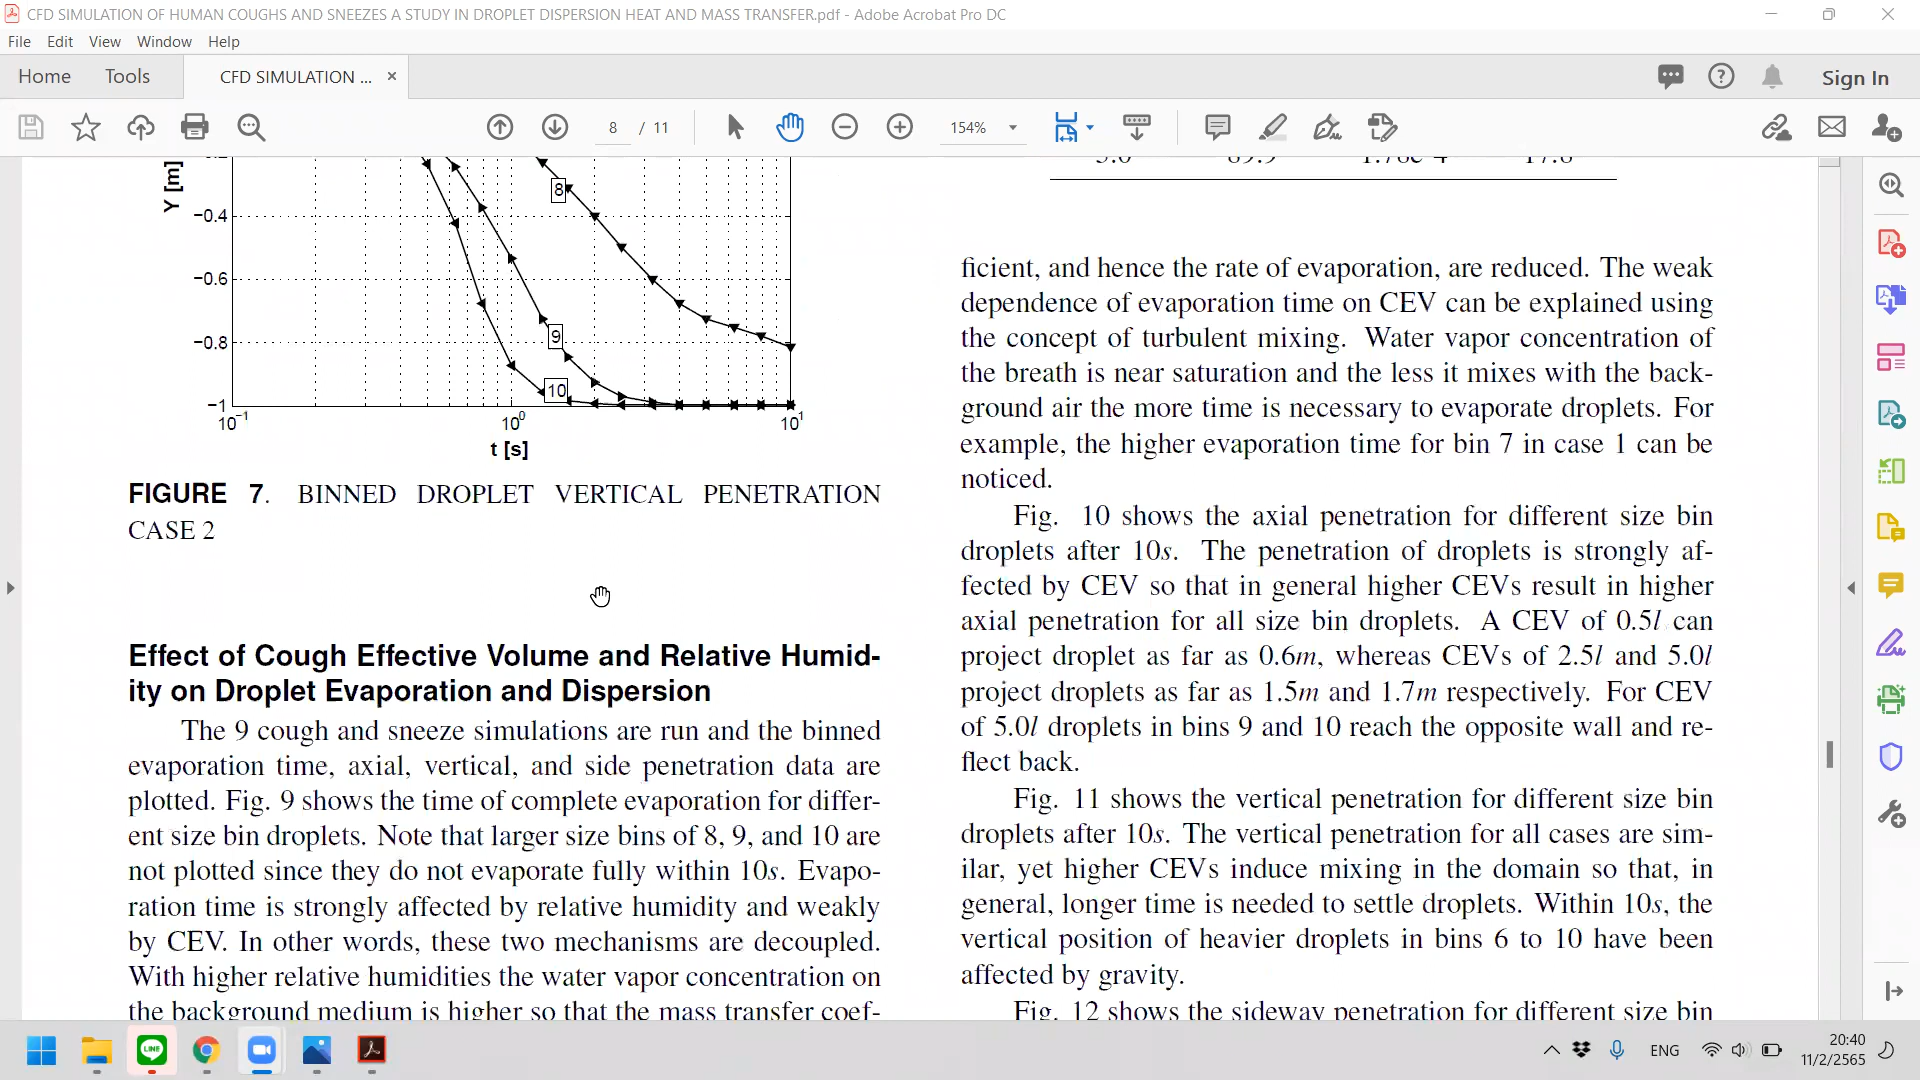 CFD SIMULATION OF HUMAN COUGHS AND SNEEZES A STUDY IN DROPLET DISPERSION HEAT AND MASS TRANSFER.pdf - Adobe Acrobat Pro DC
File Edit View Window Help
Home Tools CFD SIMULATION ... × Sign In
8 / 11 154%
Y [m]
−0.4
−0.6
−0.8
−1
8
9
10
10^-1 10^0 10^1
t [s]
FIGURE 7. BINNED DROPLET VERTICAL PENETRATION
CASE 2
Effect of Cough Effective Volume and Relative Humid-
ity on Droplet Evaporation and Dispersion
The 9 cough and sneeze simulations are run and the binned
evaporation time, axial, vertical, and side penetration data are
plotted. Fig. 9 shows the time of complete evaporation for differ-
ent size bin droplets. Note that larger size bins of 8, 9, and 10 are
not plotted since they do not evaporate fully within 10s. Evapo-
ration time is strongly affected by relative humidity and weakly
by CEV. In other words, these two mechanisms are decoupled.
With higher relative humidities the water vapor concentration on
the background medium is higher so that the mass transfer coef-
ficient, and hence the rate of evaporation, are reduced. The weak
dependence of evaporation time on CEV can be explained using
the concept of turbulent mixing. Water vapor concentration of
the breath is near saturation and the less it mixes with the back-
ground air the more time is necessary to evaporate droplets. For
example, the higher evaporation time for bin 7 in case 1 can be
noticed.
Fig. 10 shows the axial penetration for different size bin
droplets after 10s. The penetration of droplets is strongly af-
fected by CEV so that in general higher CEVs result in higher
axial penetration for all size bin droplets. A CEV of 0.5l can
project droplet as far as 0.6m, whereas CEVs of 2.5l and 5.0l
project droplets as far as 1.5m and 1.7m respectively. For CEV
of 5.0l droplets in bins 9 and 10 reach the opposite wall and re-
flect back.
Fig. 11 shows the vertical penetration for different size bin
droplets after 10s. The vertical penetration for all cases are sim-
ilar, yet higher CEVs induce mixing in the domain so that, in
general, longer time is needed to settle droplets. Within 10s, the
vertical position of heavier droplets in bins 6 to 10 have been
affected by gravity.
Fig. 12 shows the sideway penetration for different size bin
LINE
ENG
20:40
11/2/2565